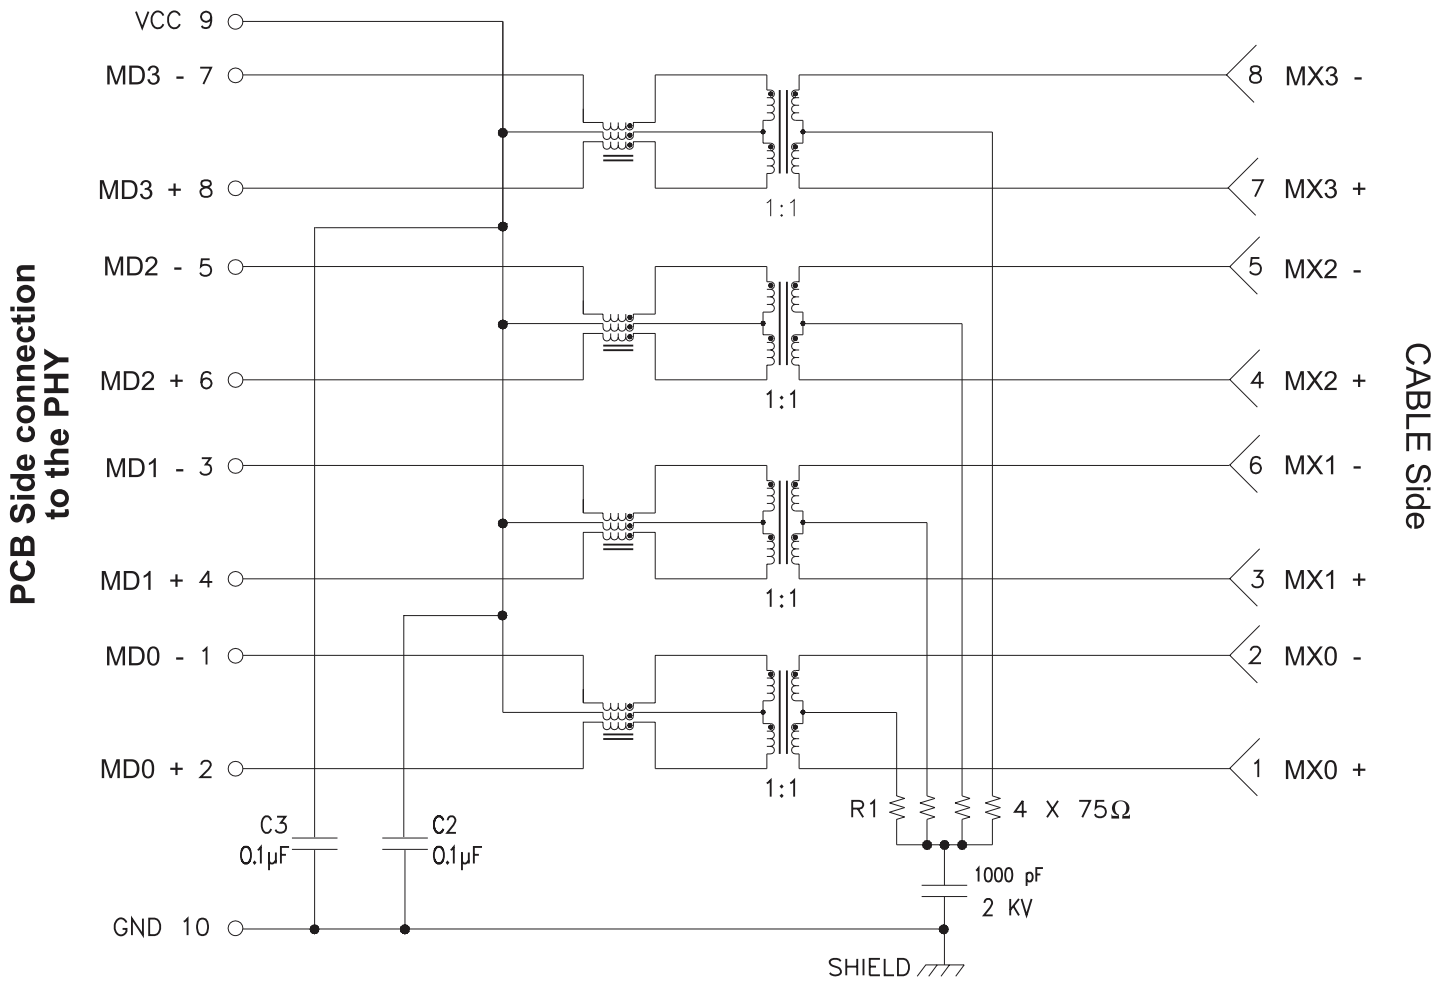 VCC 9
MD3 - 7
8 MX3 -
MD3 + 8
7 MX3 +
1:1
MD2 - 5
5 MX2 -
MD2 + 6
4 MX2 +
1:1
MD1 - 3
6 MX1 -
MD1 + 4
3 MX1 +
1:1
MD0 - 1
2 MX0 -
MD0 + 2
1 MX0 +
1:1
PCB Side connection
to the PHY
CABLE Side
R1
4 X 75Ω
C3
0.1µF
C2
0.1µF
1000 pF
2 KV
GND 10
SHIELD